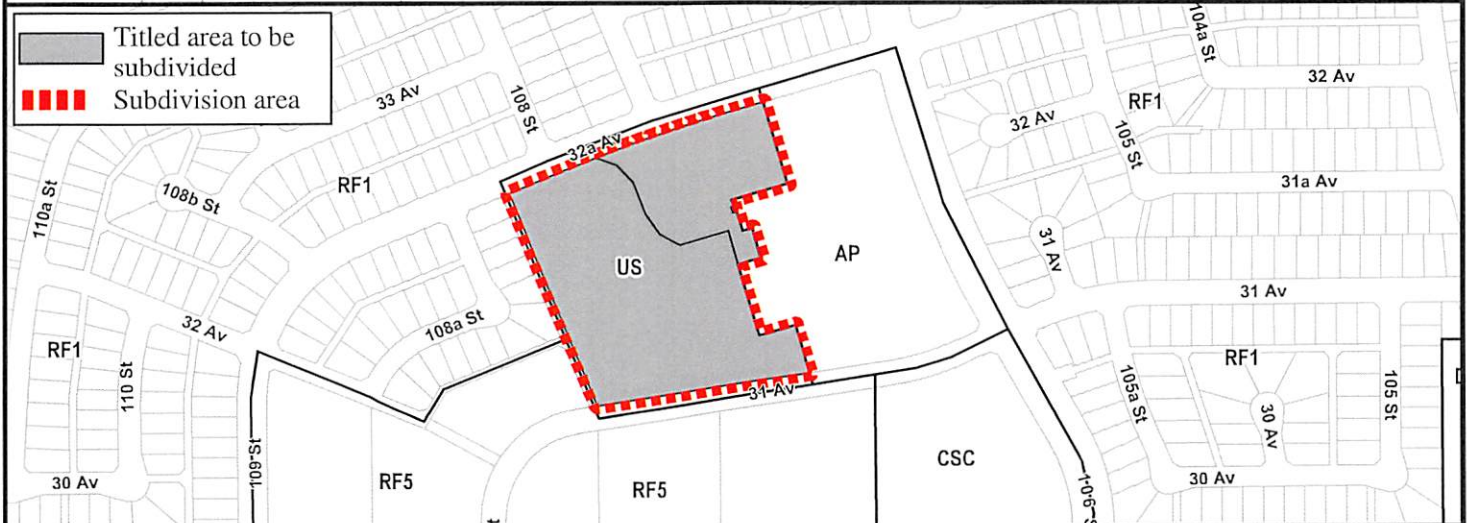 Titled area to be
subdivided
Subdivision area
104a St
32 Av
33 Av
108 St
RF1
32 Av
32a Av
105 St
RF1
108b St
31a Av
110a St
31 Av
AP
US
31 Av
108a St
32 Av
RF1
RF1
31 Av
110 St
105a St
105 St
30 Av
CSC
109 St
30 Av
RF5
RF5
30 Av
106 S
t